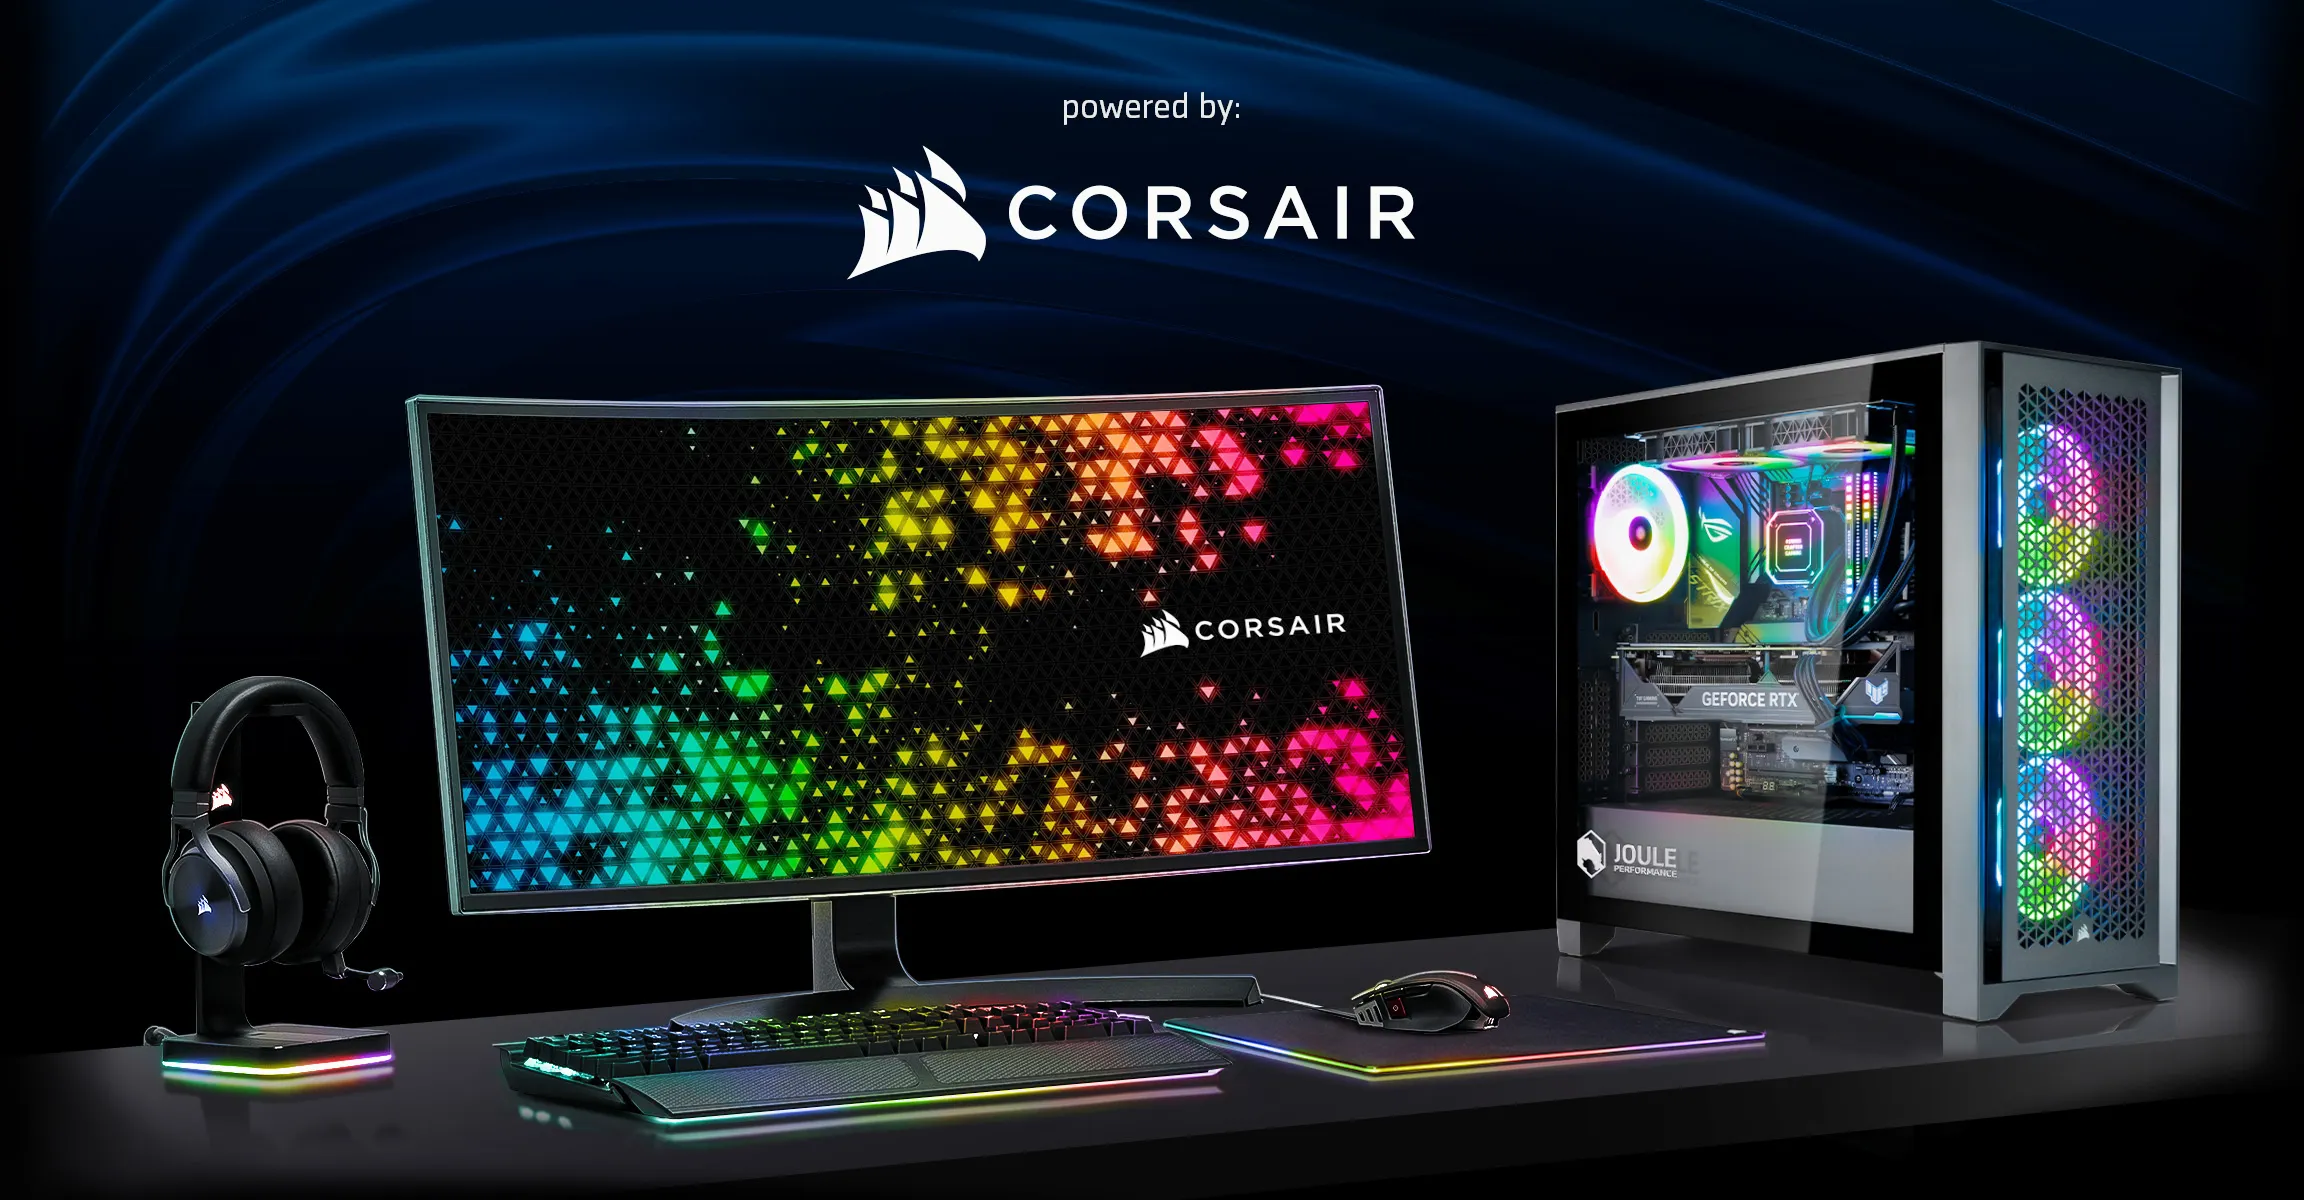 powered by:
CORSAIR
CORSAIR
GEFORCE RTX
JOULE
PERFORMANCE